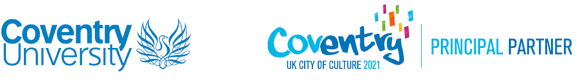 Coventry
University
Coventry
UK CITY OF CULTURE 2021
PRINCIPAL PARTNER